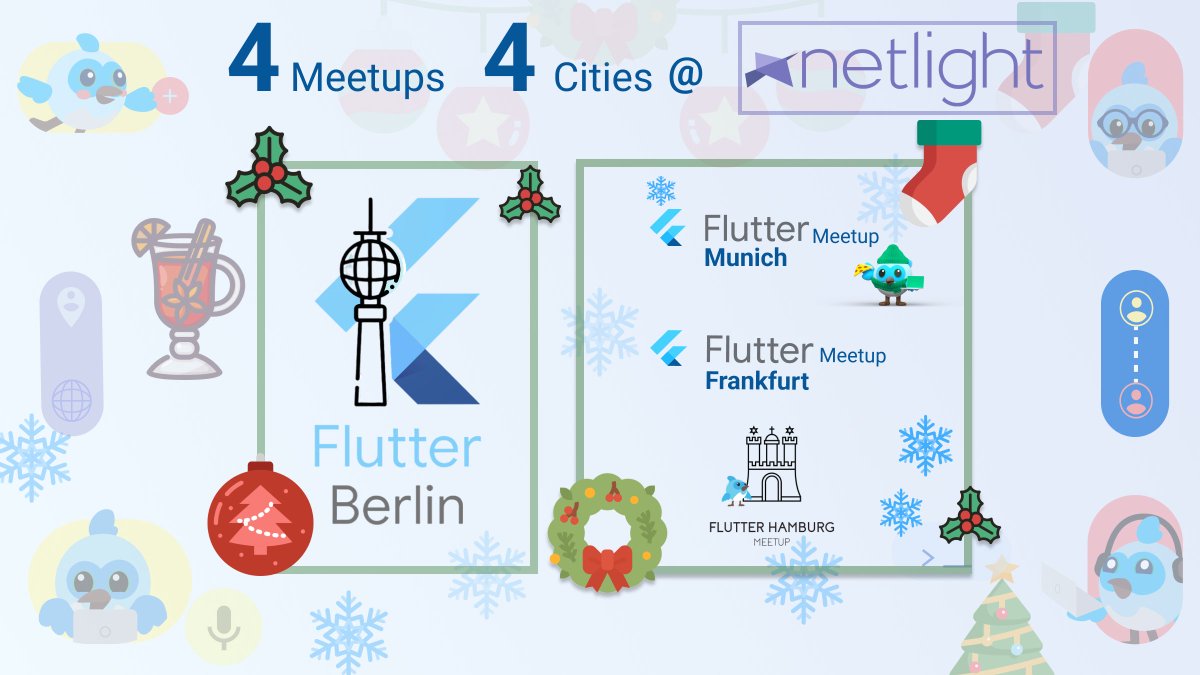 4 Meetups 4 Cities @ netlight
Flutter
Berlin
Flutter Meetup
Munich
Flutter Meetup
Frankfurt
FLUTTER HAMBURG
MEETUP